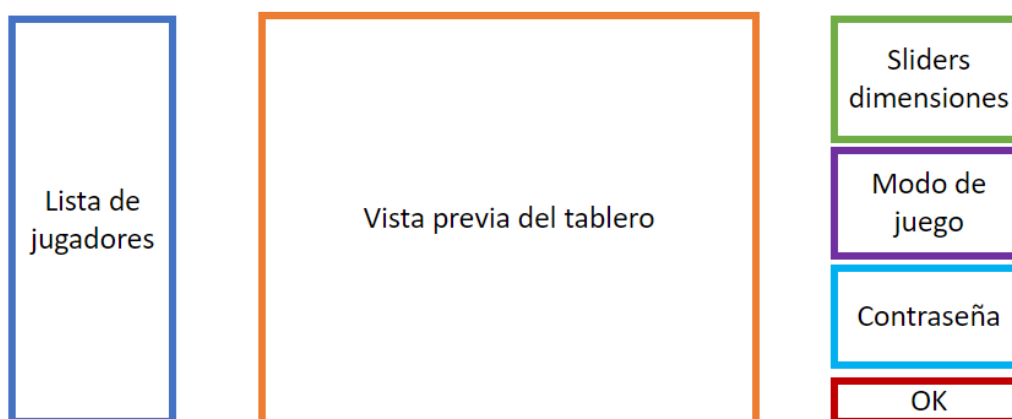 Lista de
jugadores
Vista previa del tablero
Sliders
dimensiones
Modo de
juego
Contraseña
OK